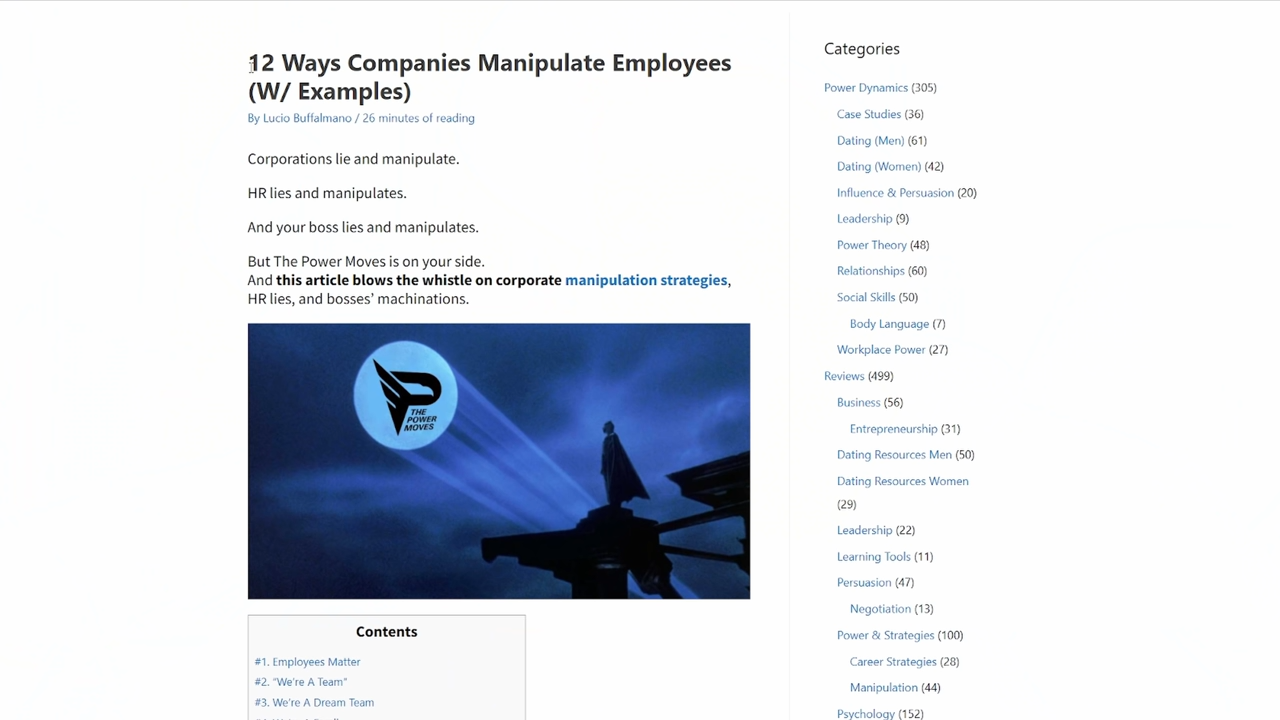 12 Ways Companies Manipulate Employees
(W/ Examples)
By Lucio Buffalmano / 26 minutes of reading
Corporations lie and manipulate.
HR lies and manipulates.
And your boss lies and manipulates.
But The Power Moves is on your side.
And this article blows the whistle on corporate manipulation strategies,
HR lies, and bosses’ machinations.
THE
POWER
MOVES
Contents
#1. Employees Matter
#2. “We’re A Team”
#3. We’re A Dream Team
Categories
Power Dynamics (305)
Case Studies (36)
Dating (Men) (61)
Dating (Women) (42)
Influence & Persuasion (20)
Leadership (9)
Power Theory (48)
Relationships (60)
Social Skills (50)
Body Language (7)
Workplace Power (27)
Reviews (499)
Business (56)
Entrepreneurship (31)
Dating Resources Men (50)
Dating Resources Women
(29)
Leadership (22)
Learning Tools (11)
Persuasion (47)
Negotiation (13)
Power & Strategies (100)
Career Strategies (28)
Manipulation (44)
Psychology (152)